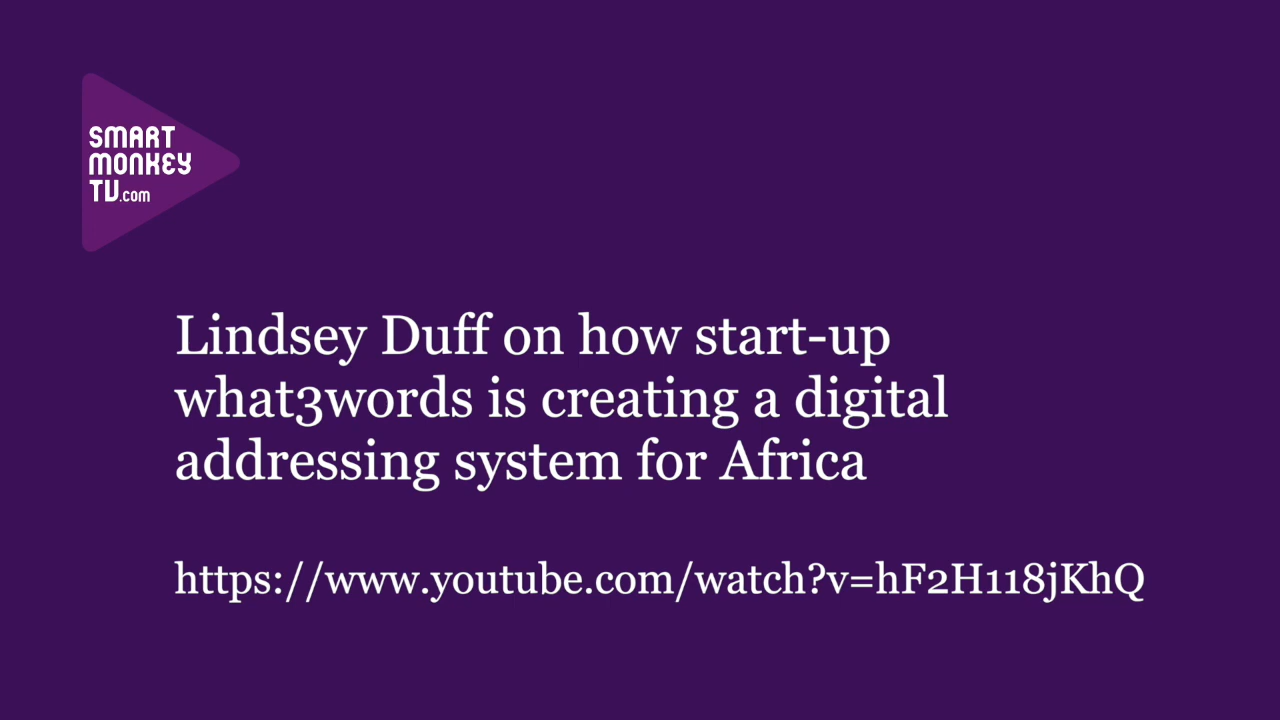 SMART
MONKEY
TV.com
Lindsey Duff on how start-up
what3words is creating a digital
addressing system for Africa
https://www.youtube.com/watch?v=hF2H118jKhQ